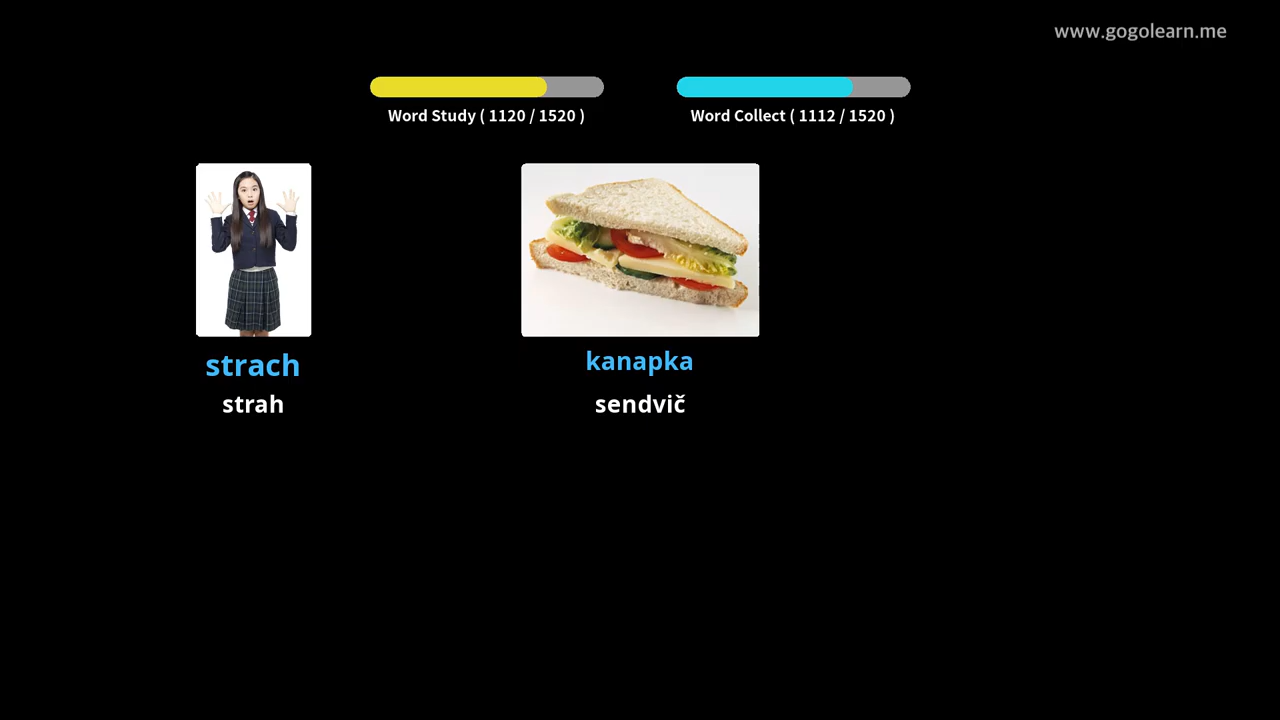 www.gogolearn.me
Word Study ( 1120 / 1520 )
Word Collect ( 1112 / 1520 )
strach
strah
kanapka
sendvič